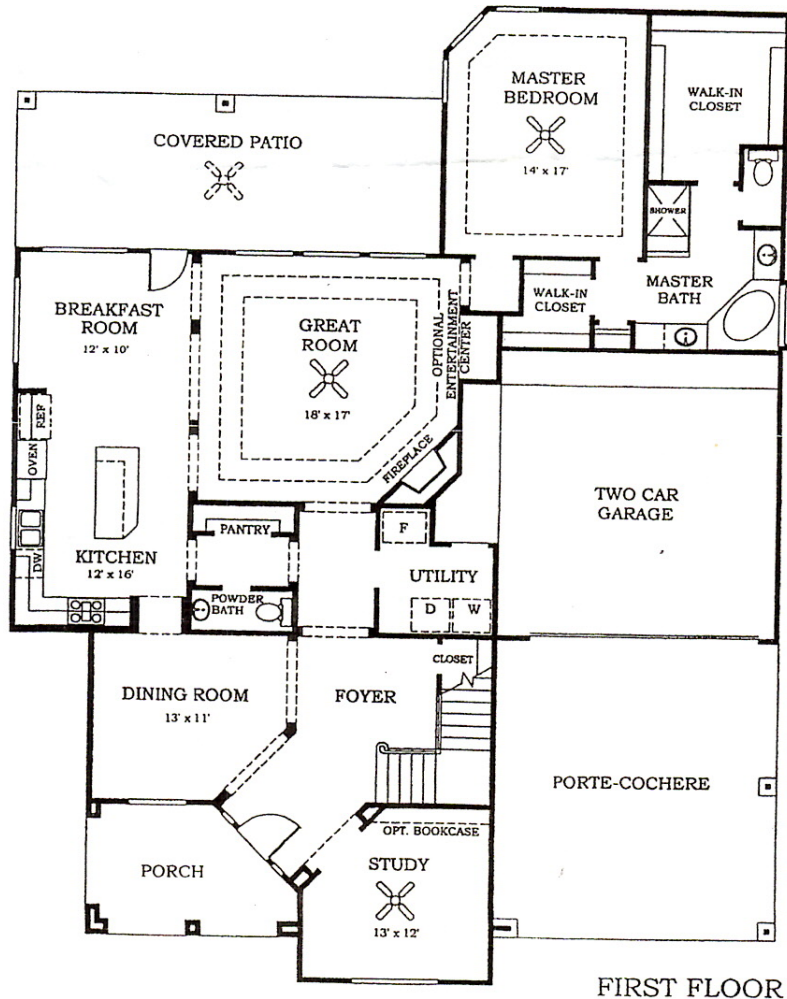 MASTER
BEDROOM
14' x 17'
WALK-IN
CLOSET
COVERED PATIO
SHOWER
MASTER
BATH
WALK-IN
CLOSET
BREAKFAST
ROOM
12' x 10'
GREAT
ROOM
18' x 17'
OPTIONAL
ENTERTAINMENT
CENTER
FIREPLACE
REF
OVEN
DW
KITCHEN
12' x 16'
PANTRY
POWDER
BATH
F
UTILITY
D
W
TWO CAR
GARAGE
CLOSET
DINING ROOM
13' x 11'
FOYER
PORTE-COCHERE
OPT. BOOKCASE
PORCH
STUDY
13' x 12'
FIRST FLOOR